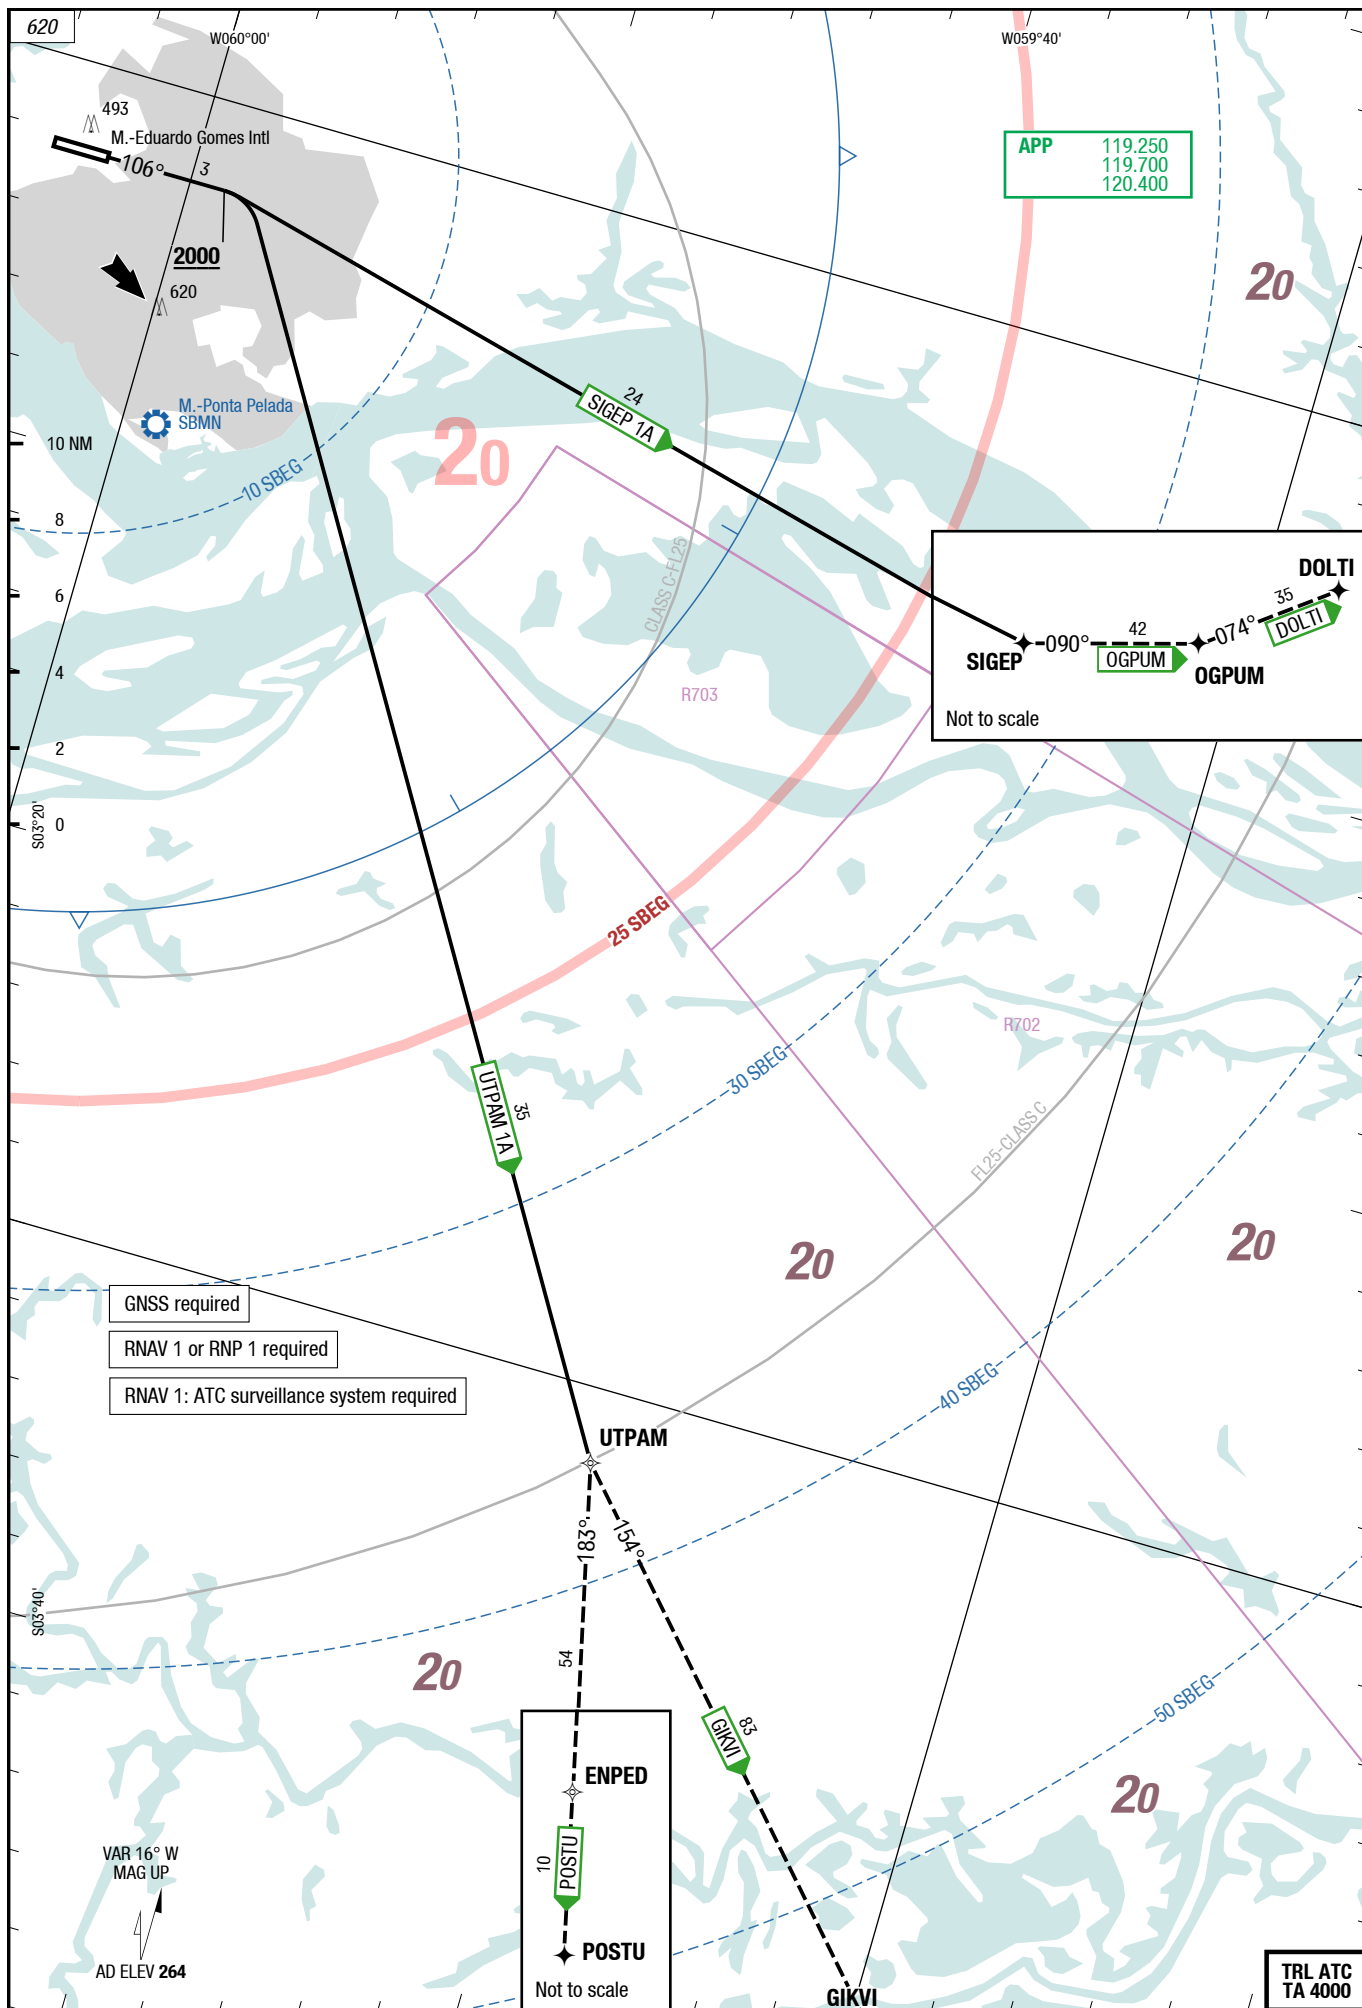 620
W060°00'
W059°40'
493
M.-Eduardo Gomes Intl
106°
3
APP 119.250
119.700
120.400
2000
620
20
M.-Ponta Pelada
SBMN
24
SIGEP 1A
20
10 NM
8
6
4
2
0
10 SBEG
CLASS C-FL25
DOLTI
35
DOLTI
074°
42
090°
SIGEP
OGPUM
OGPUM
Not to scale
R703
S03°20'
25 SBEG
R702
30 SBEG
UTPAM 1A
35
FL25-CLASS C
20
20
GNSS required
RNAV 1 or RNP 1 required
RNAV 1: ATC surveillance system required
40 SBEG
UTPAM
183°
154°
S03°40'
54
20
50 SBEG
GIKVI
83
ENPED
20
POSTU
10
VAR 16° W
MAG UP
POSTU
AD ELEV 264
Not to scale
GIKVI
TRL ATC
TA 4000